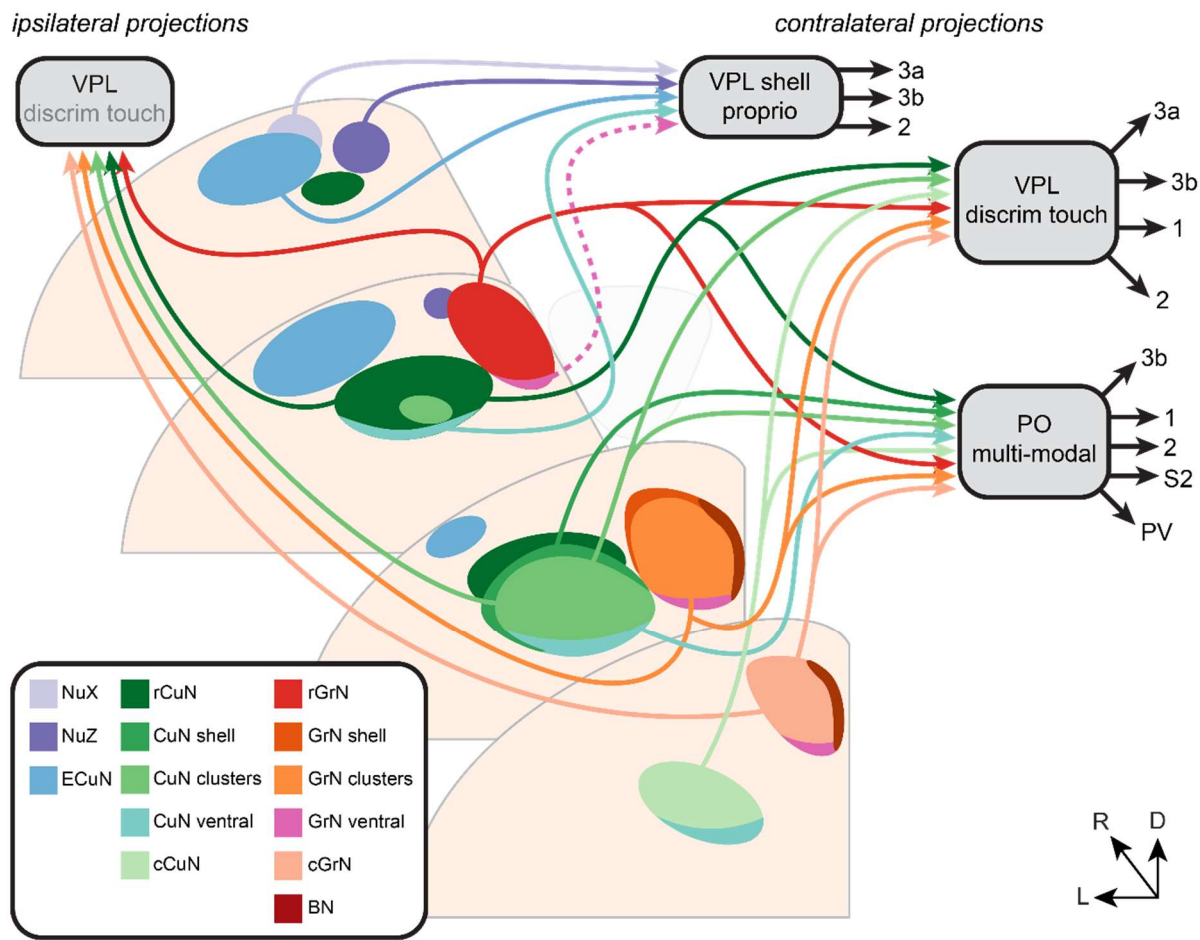 ipsilateral projections
contralateral projections
VPL
discrim touch
VPL shell
proprio
3a
3b
2
VPL
discrim touch
3a
3b
1
2
PO
multi-modal
3b
1
2
S2
PV
NuX
NuZ
ECuN
rCuN
CuN shell
CuN clusters
CuN ventral
cCuN
rGrN
GrN shell
GrN clusters
GrN ventral
cGrN
BN
R
D
L